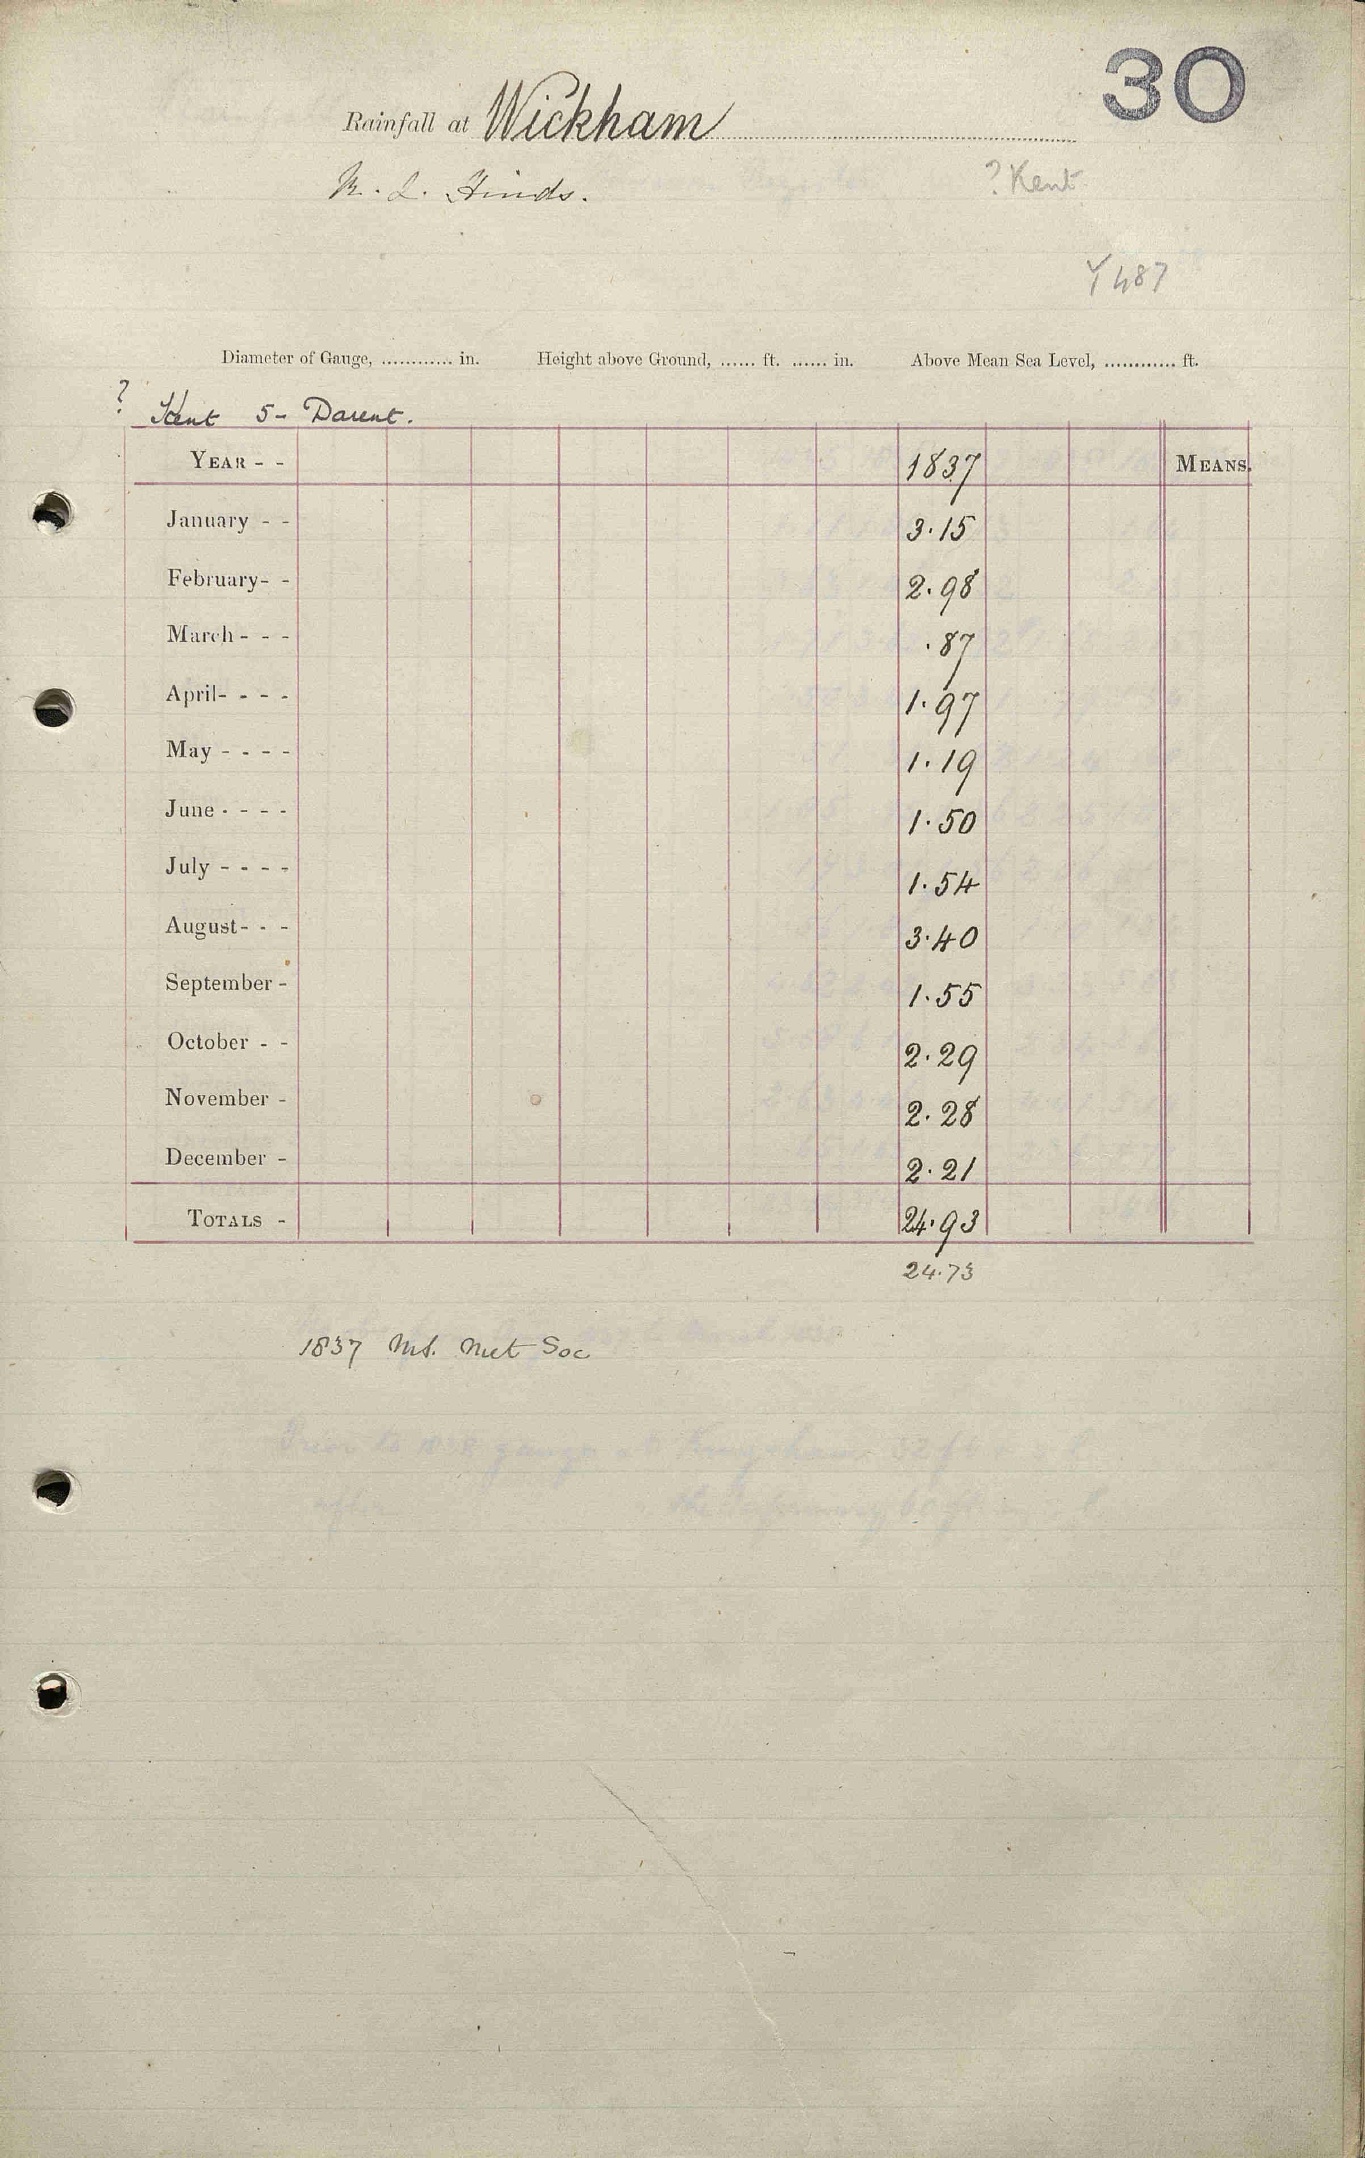 30
Rainfall at Wickham
M. L. Hinds.
? Kent
Y487
Diameter of Gauge, ............ in. Height above Ground, ...... ft. ...... in. Above Mean Sea Level, ............ ft.
? Kent 5- Darent.
YEAR - - 1837 MEANS.
January - - 3.15
February- - 2.98
March - - - .87
April- - - - 1.97
May - - - - 1.19
June - - - - 1.50
July - - - - 1.54
August- - - 3.40
September - 1.55
October - - 2.29
November - 2.28
December - 2.21
TOTALS - 24.93
24.73
1837 MS. Met Soc